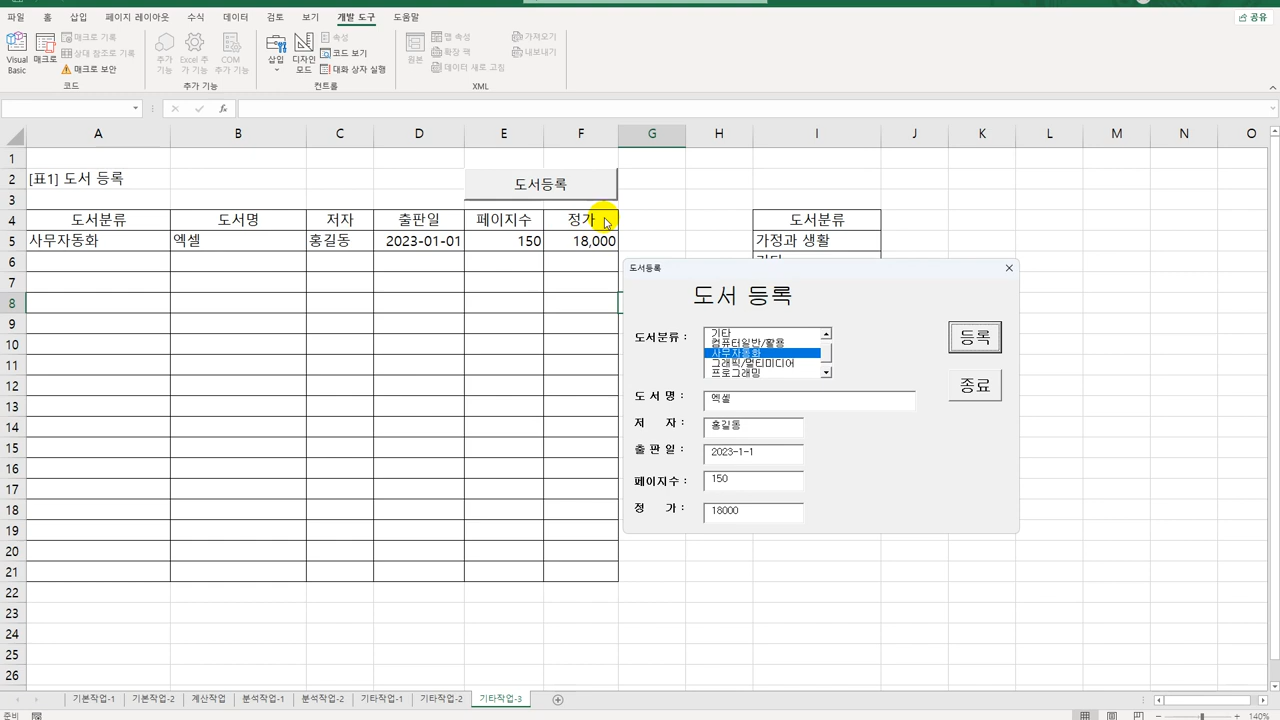 파일 홈 삽입 페이지 레이아웃 수식 데이터 검토 보기 개발 도구 도움말 공유
Visual Basic
매크로
매크로 기록
상대 참조로 기록
매크로 보안
코드
추가 기능
Excel 추가 기능
COM 추가 기능
추가 기능
삽입
디자인 모드
속성
코드 보기
대화 상자 실행
컨트롤
원본
맵 속성
확장 팩
데이터 새로 고침
가져오기
내보내기
XML
fx
A B C D E F G H I J K L M N O
1
2 [표1] 도서 등록 도서등록
3
4 도서분류 도서명 저자 출판일 페이지수 정가 도서분류
5 사무자동화 엑셀 홍길동 2023-01-01 150 18,000 가정과 생활
6 기타
7
8
9
10
11
12
13
14
15
16
17
18
19
20
21
22
23
24
25
26
도서등록
도서 등록
도서분류 :
기타
컴퓨터일반/활용
사무자동화
그래픽/멀티미디어
프로그래밍
등록
종료
도 서 명 : 엑셀
저 자 : 홍길동
출 판 일 : 2023-1-1
페이지수 : 150
정 가 : 18000
기본작업-1 기본작업-2 계산작업 분석작업-1 분석작업-2 기타작업-1 기타작업-2 기타작업-3
준비 140%